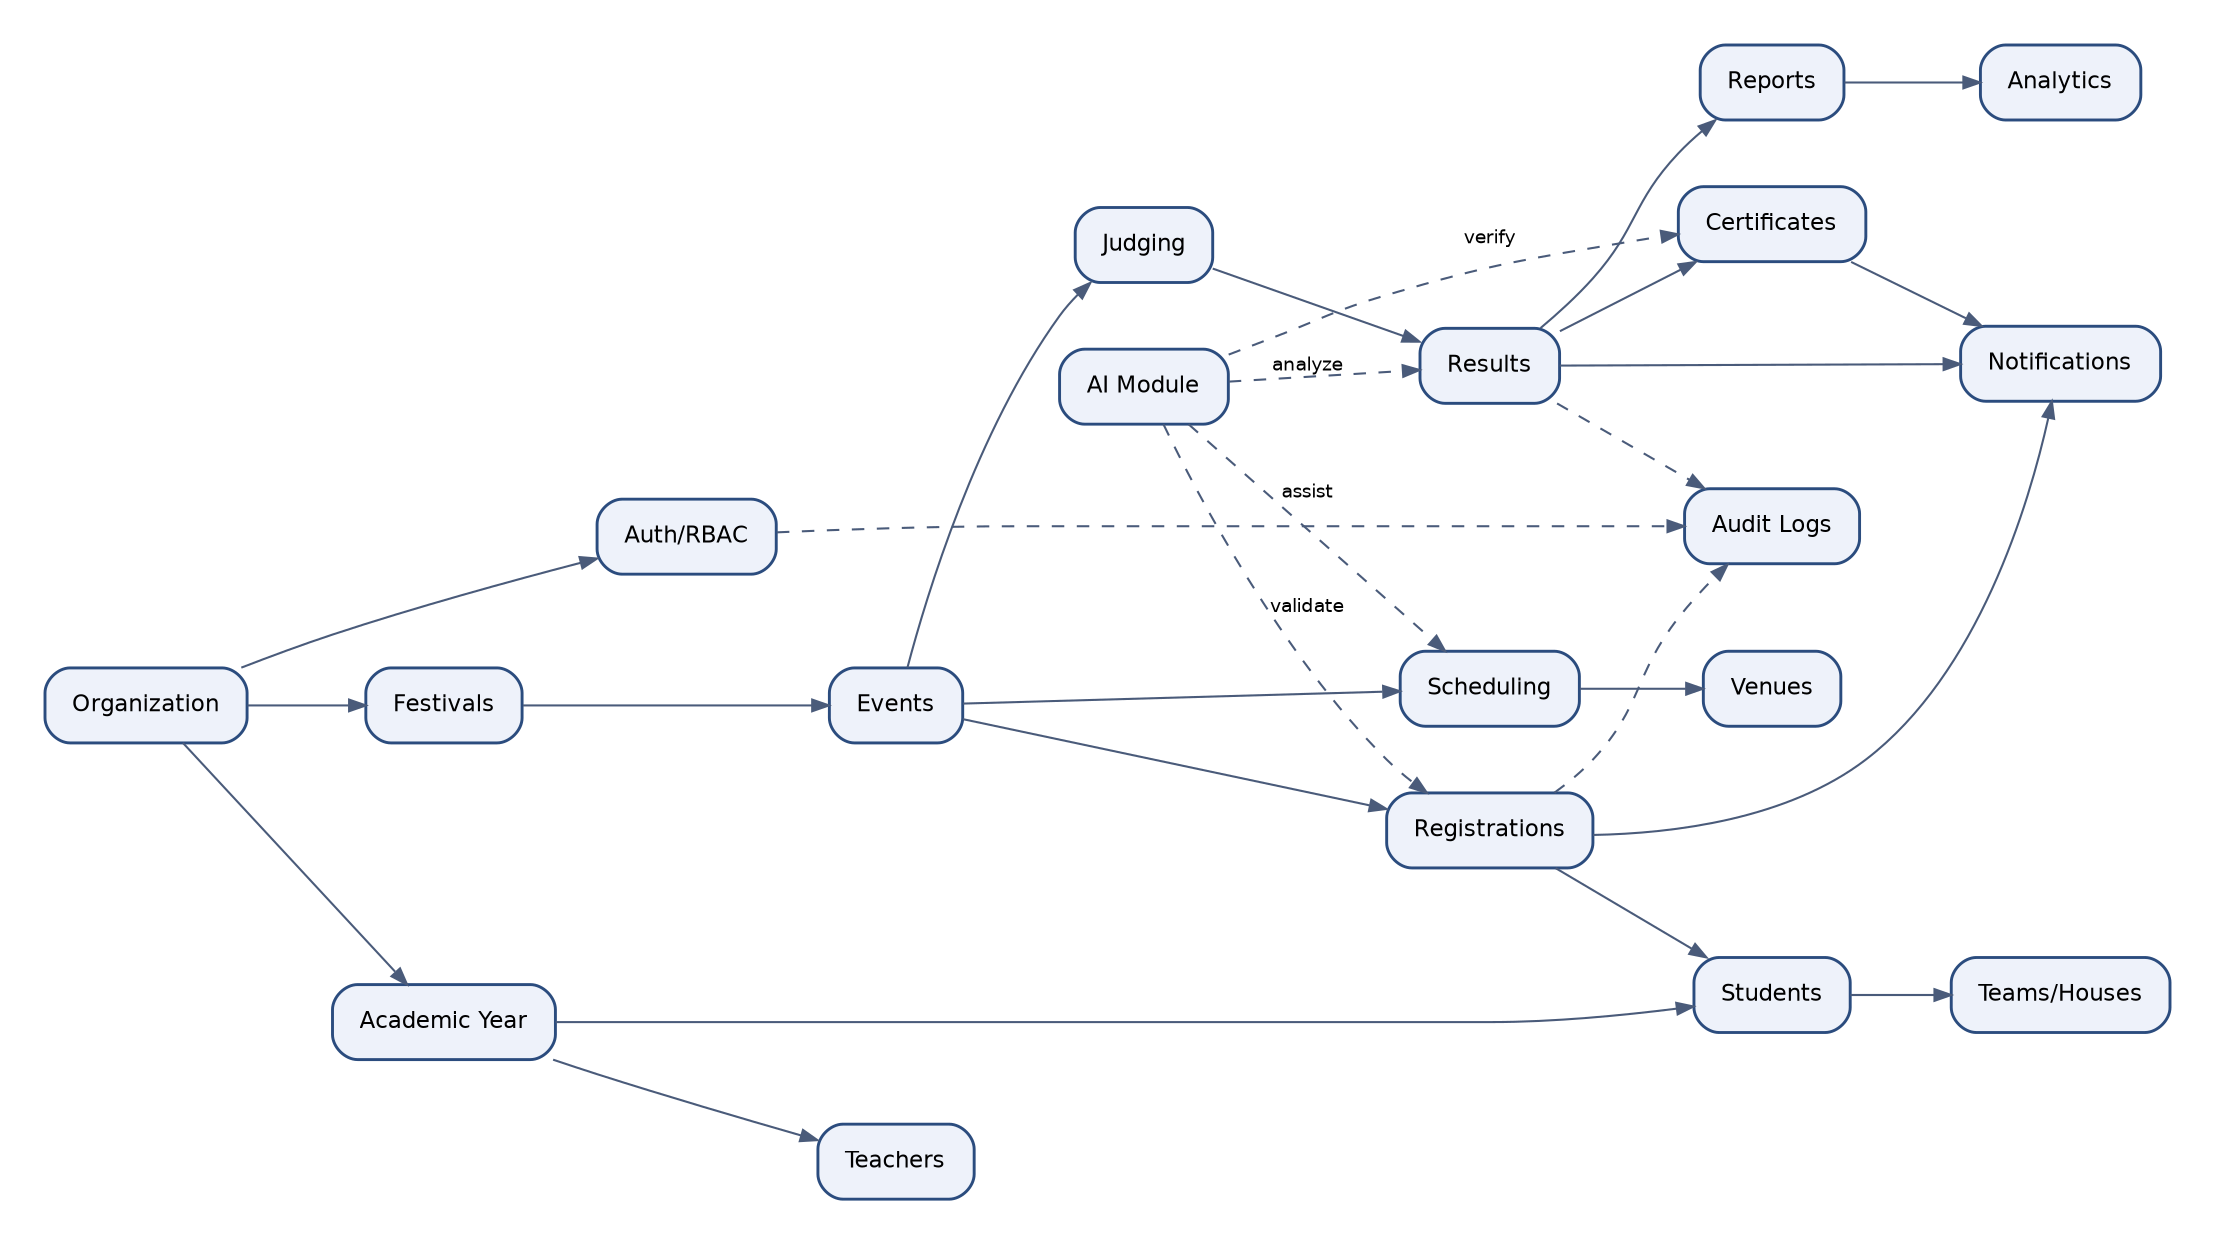 Reports
Analytics
Certificates
verify
Judging
analyze
Results
Notifications
AI Module
assist
Audit Logs
Auth/RBAC
validate
Scheduling
Venues
Organization
Festivals
Events
Registrations
Students
Teams/Houses
Academic Year
Teachers